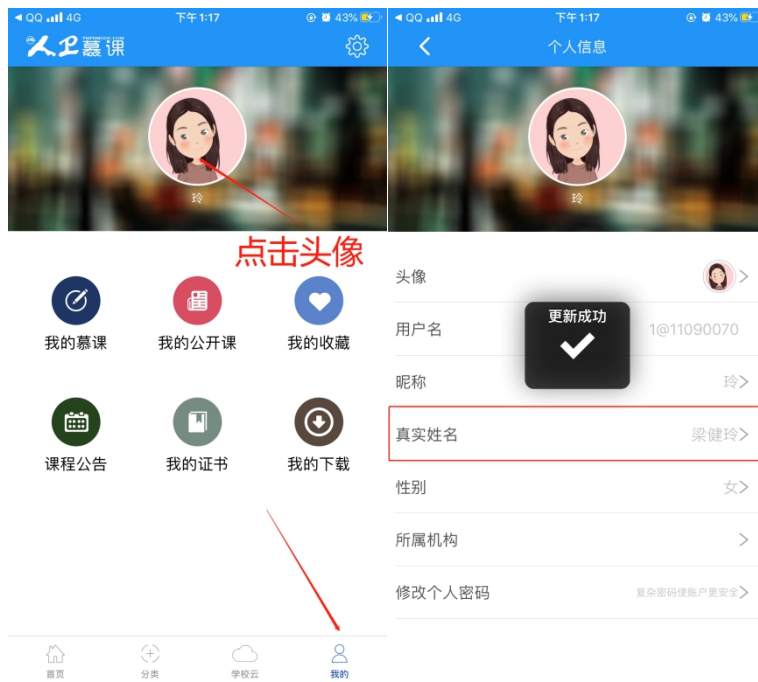 QQ 4G 下午1:17 43%
人卫慕课
玲
点击头像
我的慕课 我的公开课 我的收藏
课程公告 我的证书 我的下载
首页 分类 学校云 我的
QQ 4G 下午1:17 43%
个人信息
玲
头像
更新成功
用户名 1@11090070
昵称 玲
真实姓名 梁健玲
性别 女
所属机构
修改个人密码 复杂密码使账户更安全